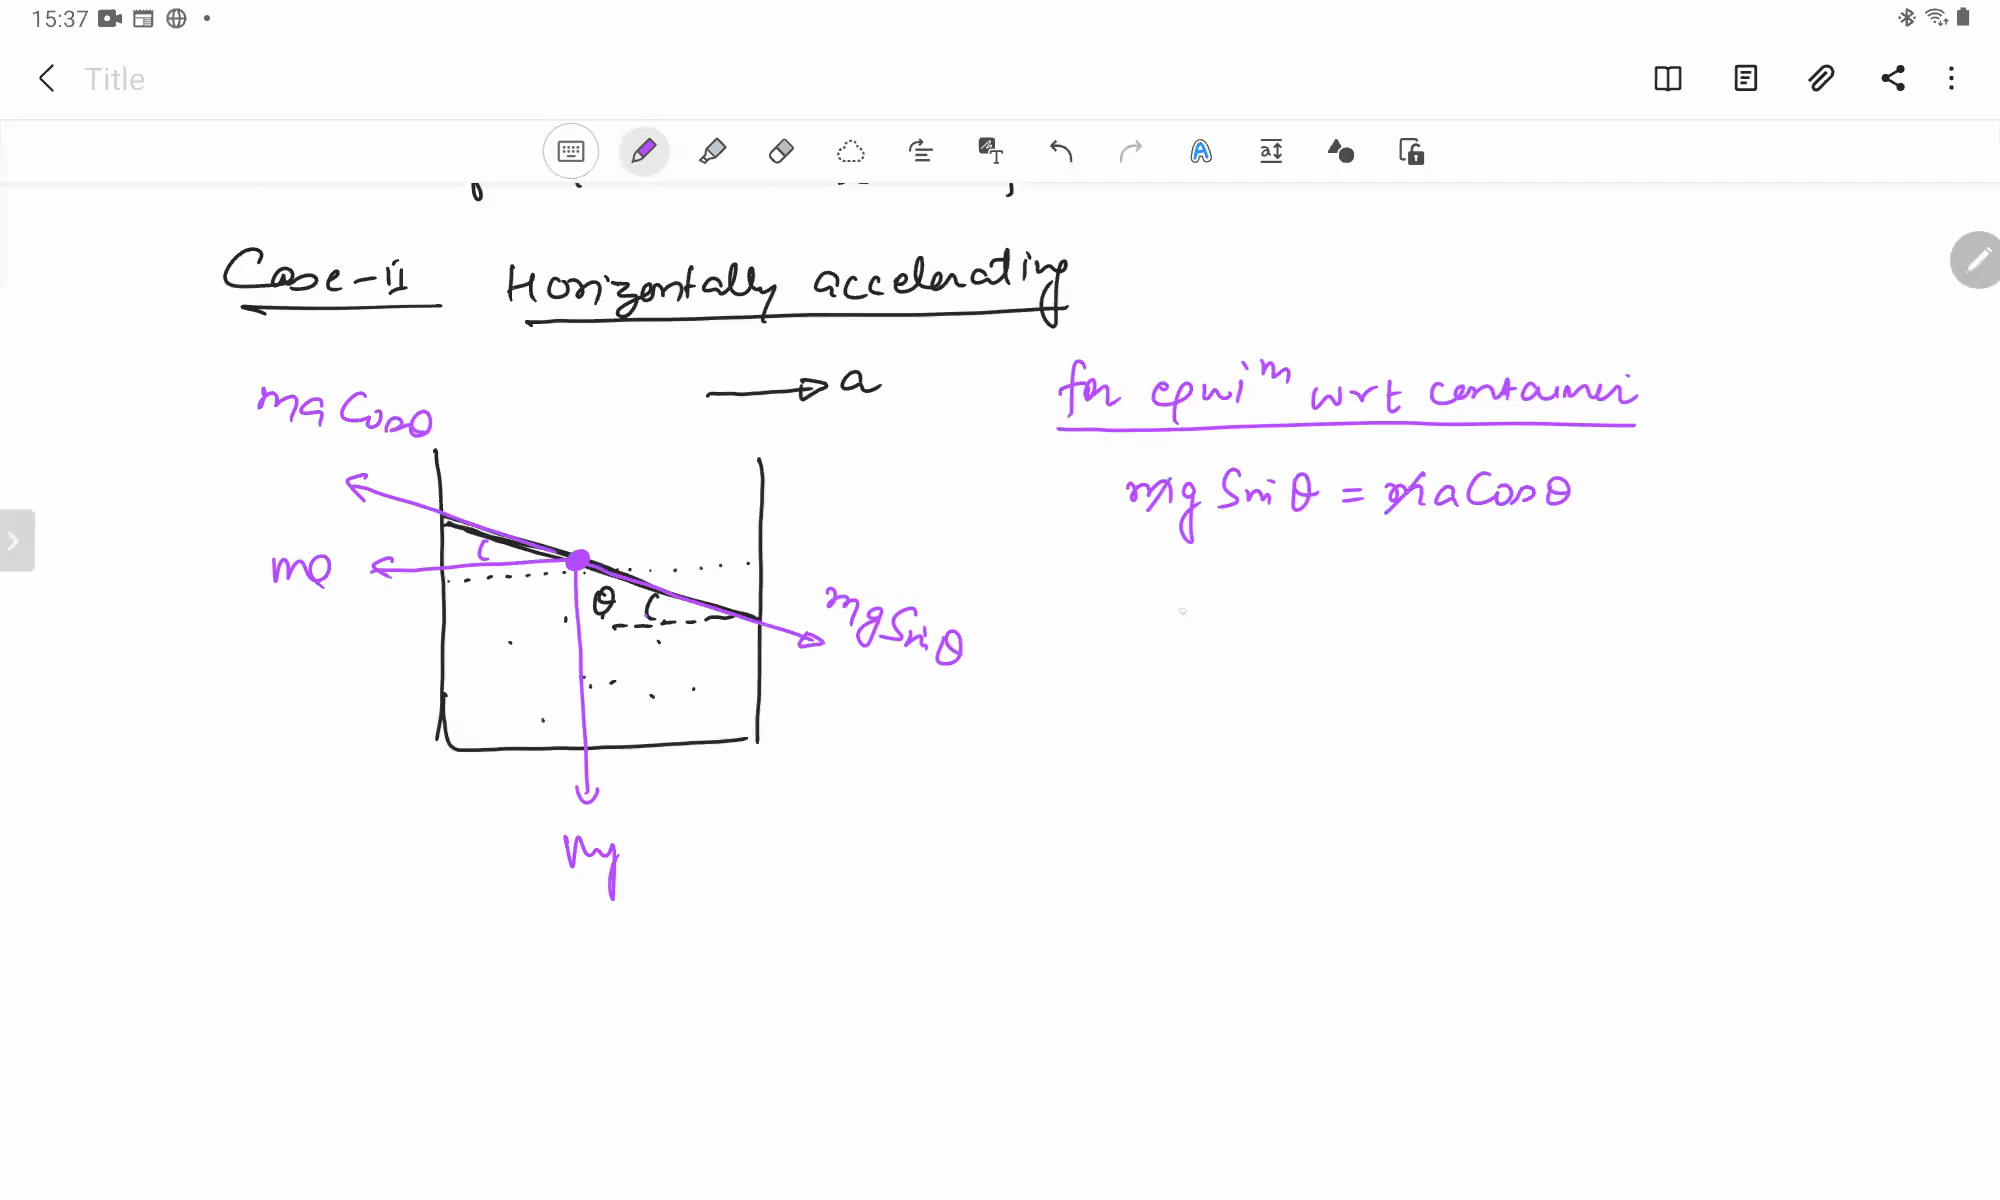 15:37
Title
Case-ii Horizontally accelerating
a
ma Cosθ
for equiᵐ wrt container
mg Sinθ = ma Cosθ
ma
θ
mg Sinθ
mg